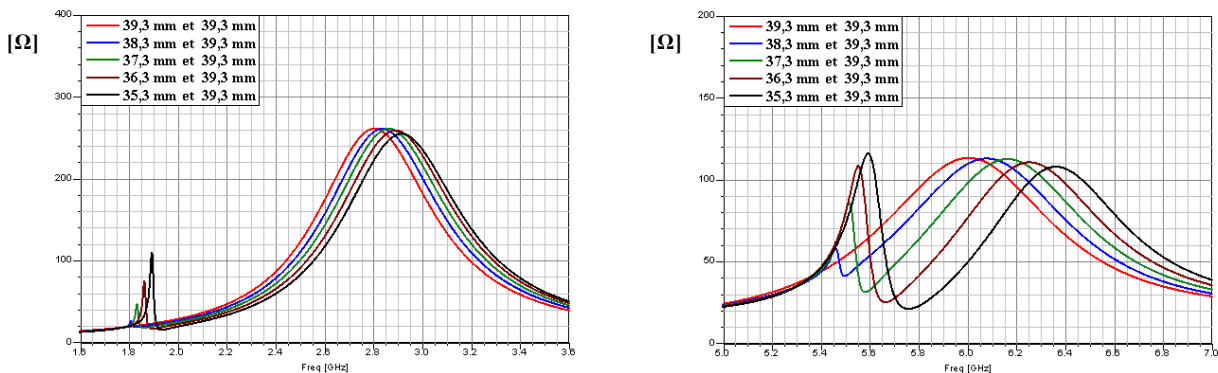 [Ω]
400
300
200
100
0
39,3 mm et 39,3 mm
38,3 mm et 39,3 mm
37,3 mm et 39,3 mm
36,3 mm et 39,3 mm
35,3 mm et 39,3 mm
1.6 1.8 2.0 2.2 2.4 2.6 2.8 3.0 3.2 3.4 3.6
Freq [GHz]
[Ω]
200
150
100
50
0
39,3 mm et 39,3 mm
38,3 mm et 39,3 mm
37,3 mm et 39,3 mm
36,3 mm et 39,3 mm
35,3 mm et 39,3 mm
5.0 5.2 5.4 5.6 5.8 6.0 6.2 6.4 6.6 6.8 7.0
Freq [GHz]